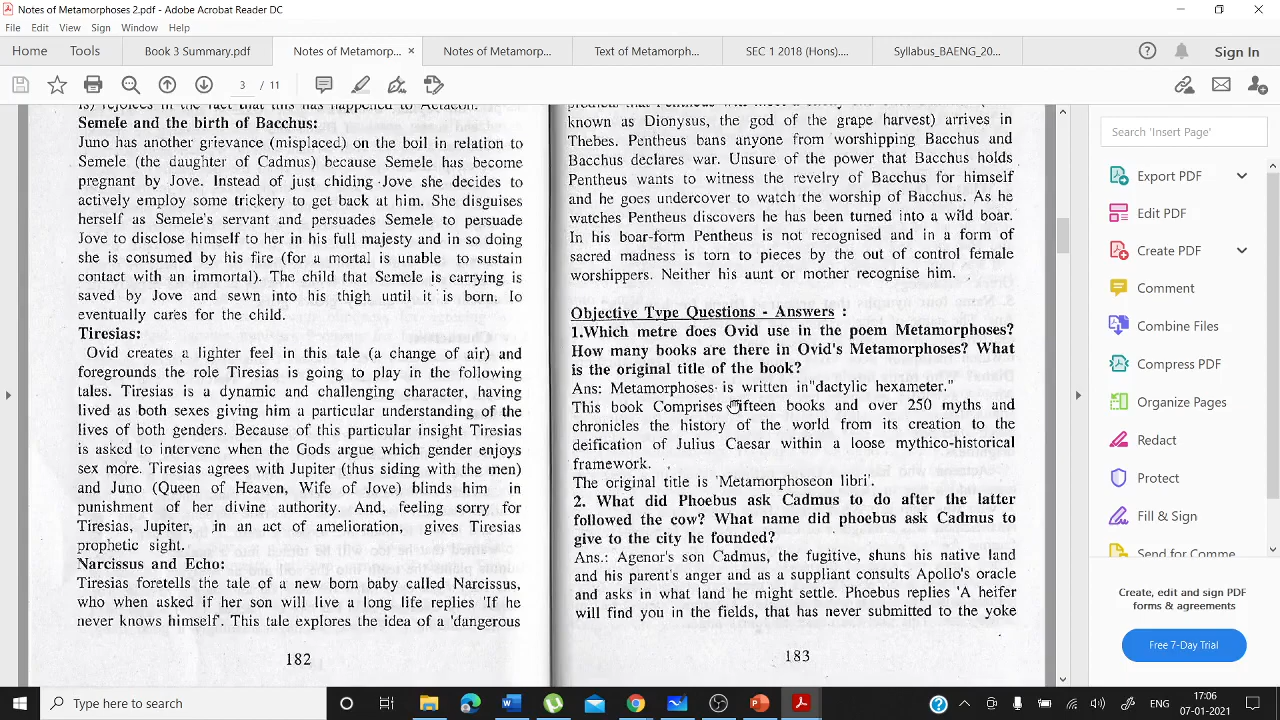 Notes of Metamorphoses 2.pdf - Adobe Acrobat Reader DC
File Edit View Sign Window Help
Home Tools Book 3 Summary.pdf Notes of Metamorp... × Notes of Metamorp... Text of Metamorph... SEC 1 2018 (Hons).... Syllabus_BAENG_20... Sign In
3 / 11
is) rejoices in the fact that this has happened to Actaeon.
Semele and the birth of Bacchus:
Juno has another grievance (misplaced) on the boil in relation to
Semele (the daughter of Cadmus) because Semele has become
pregnant by Jove. Instead of just chiding Jove she decides to
actively employ some trickery to get back at him. She disguises
herself as Semele's servant and persuades Semele to persuade
Jove to disclose himself to her in his full majesty and in so doing
she is consumed by his fire (for a mortal is unable to sustain
contact with an immortal). The child that Semele is carrying is
saved by Jove and sewn into his thigh until it is born. Io
eventually cares for the child.
Tiresias:
Ovid creates a lighter feel in this tale (a change of air) and
foregrounds the role Tiresias is going to play in the following
tales. Tiresias is a dynamic and challenging character, having
lived as both sexes giving him a particular understanding of the
lives of both genders. Because of this particular insight Tiresias
is asked to intervene when the Gods argue which gender enjoys
sex more. Tiresias agrees with Jupiter (thus siding with the men)
and Juno (Queen of Heaven, Wife of Jove) blinds him in
punishment of her divine authority. And, feeling sorry for
Tiresias, Jupiter, in an act of amelioration, gives Tiresias
prophetic sight.
Narcissus and Echo:
Tiresias foretells the tale of a new born baby called Narcissus,
who when asked if her son will live a long life replies 'If he
never knows himself'. This tale explores the idea of a 'dangerous
182
known as Dionysus, the god of the grape harvest) arrives in
Thebes. Pentheus bans anyone from worshipping Bacchus and
Bacchus declares war. Unsure of the power that Bacchus holds
Pentheus wants to witness the revelry of Bacchus for himself
and he goes undercover to watch the worship of Bacchus. As he
watches Pentheus discovers he has been turned into a wild boar.
In his boar-form Pentheus is not recognised and in a form of
sacred madness is torn to pieces by the out of control female
worshippers. Neither his aunt or mother recognise him.
Objective Type Questions - Answers :
1.Which metre does Ovid use in the poem Metamorphoses?
How many books are there in Ovid's Metamorphoses? What
is the original title of the book?
Ans: Metamorphoses is written in"dactylic hexameter."
This book Comprises fifteen books and over 250 myths and
chronicles the history of the world from its creation to the
deification of Julius Caesar within a loose mythico-historical
framework.
The original title is 'Metamorphoseon libri'.
2. What did Phoebus ask Cadmus to do after the latter
followed the cow? What name did phoebus ask Cadmus to
give to the city he founded?
Ans.: Agenor's son Cadmus, the fugitive, shuns his native land
and his parent's anger and as a suppliant consults Apollo's oracle
and asks in what land he might settle. Phoebus replies 'A heifer
will find you in the fields, that has never submitted to the yoke
183
Search 'Insert Page'
Export PDF
Edit PDF
Create PDF
Comment
Combine Files
Compress PDF
Organize Pages
Redact
Protect
Fill & Sign
Send for Comme
Create, edit and sign PDF
forms & agreements
Free 7-Day Trial
Type here to search
ENG
17:06
07-01-2021